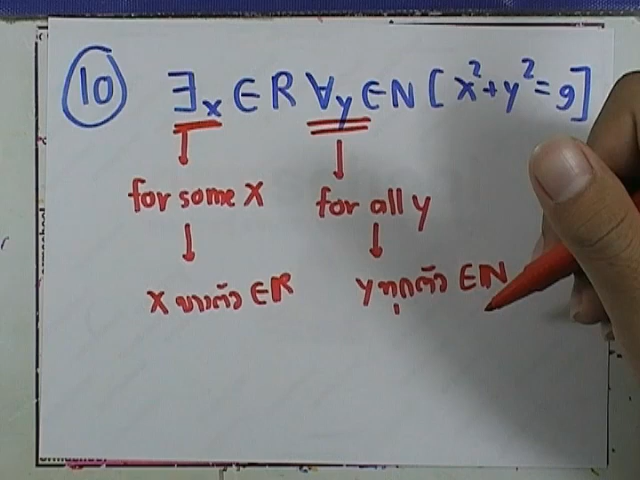 10 ∃x ∈ R ∀y ∈ N [x²+y²=9]
for some x for all y
x บางตัว ∈ R y ทุกตัว ∈ N